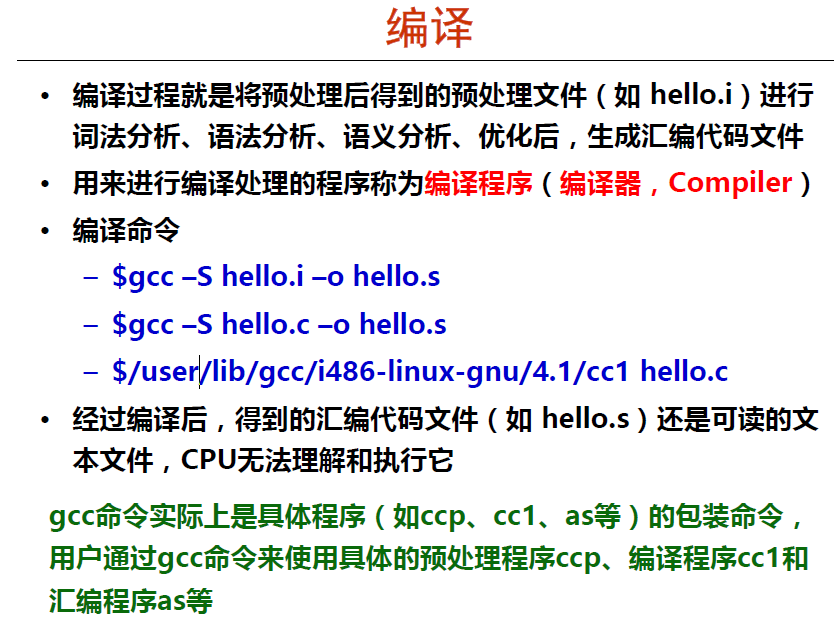 编译
• 编译过程就是将预处理后得到的预处理文件（如 hello.i）进行
词法分析、语法分析、语义分析、优化后，生成汇编代码文件
• 用来进行编译处理的程序称为编译程序（编译器，Compiler）
• 编译命令
– $gcc –S hello.i –o hello.s
– $gcc –S hello.c –o hello.s
– $/user/lib/gcc/i486-linux-gnu/4.1/cc1 hello.c
• 经过编译后，得到的汇编代码文件（如 hello.s）还是可读的文
本文件，CPU无法理解和执行它
gcc命令实际上是具体程序（如ccp、cc1、as等）的包装命令，
用户通过gcc命令来使用具体的预处理程序ccp、编译程序cc1和
汇编程序as等